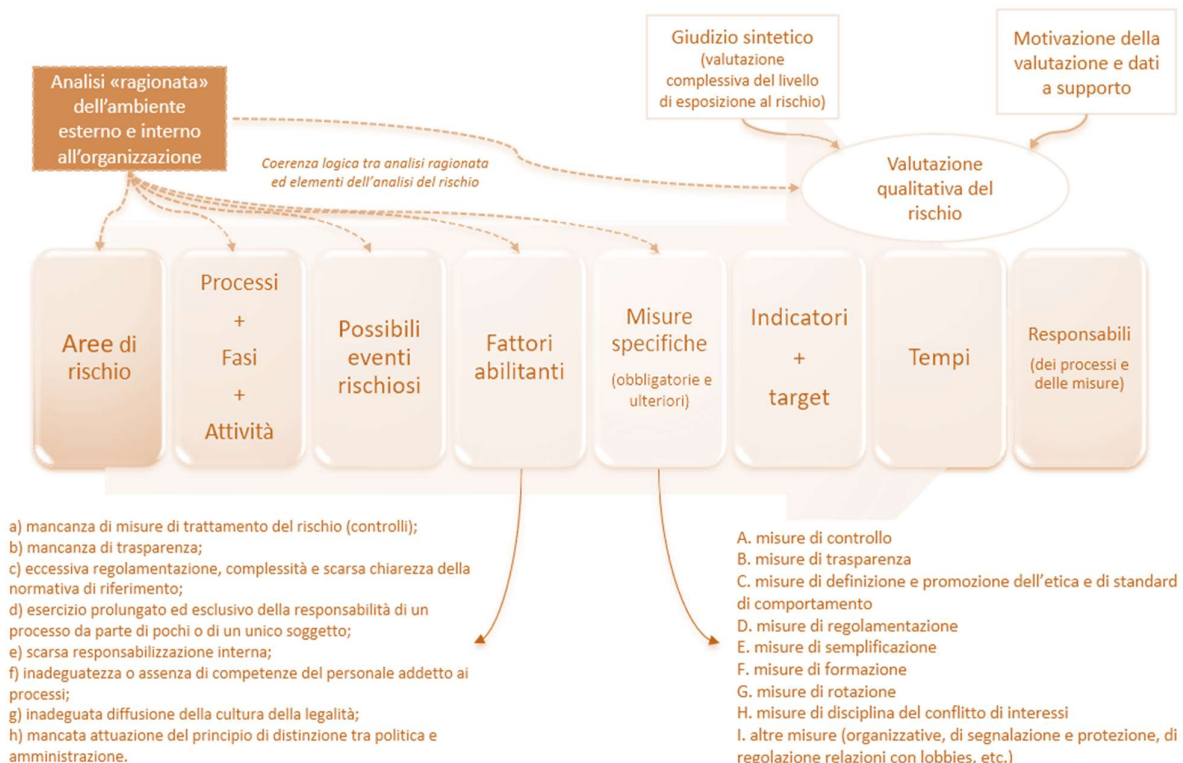 Giudizio sintetico
(valutazione
complessiva del livello
di esposizione al rischio)
Motivazione della
valutazione e dati
a supporto
Analisi «ragionata»
dell'ambiente
esterno e interno
all'organizzazione
Coerenza logica tra analisi ragionata
ed elementi dell'analisi del rischio
Valutazione
qualitativa del
rischio
Aree di
rischio
Processi
+
Fasi
+
Attività
Possibili
eventi
rischiosi
Fattori
abilitanti
Misure
specifiche
(obbligatorie e
ulteriori)
Indicatori
+
target
Tempi
Responsabili
(dei processi e
delle misure)
a) mancanza di misure di trattamento del rischio (controlli);
b) mancanza di trasparenza;
c) eccessiva regolamentazione, complessità e scarsa chiarezza della
normativa di riferimento;
d) esercizio prolungato ed esclusivo della responsabilità di un
processo da parte di pochi o di un unico soggetto;
e) scarsa responsabilizzazione interna;
f) inadeguatezza o assenza di competenze del personale addetto ai
processi;
g) inadeguata diffusione della cultura della legalità;
h) mancata attuazione del principio di distinzione tra politica e
amministrazione.
A. misure di controllo
B. misure di trasparenza
C. misure di definizione e promozione dell'etica e di standard
di comportamento
D. misure di regolamentazione
E. misure di semplificazione
F. misure di formazione
G. misure di rotazione
H. misure di disciplina del conflitto di interessi
I. altre misure (organizzative, di segnalazione e protezione, di
regolazione relazioni con lobbies, etc.)